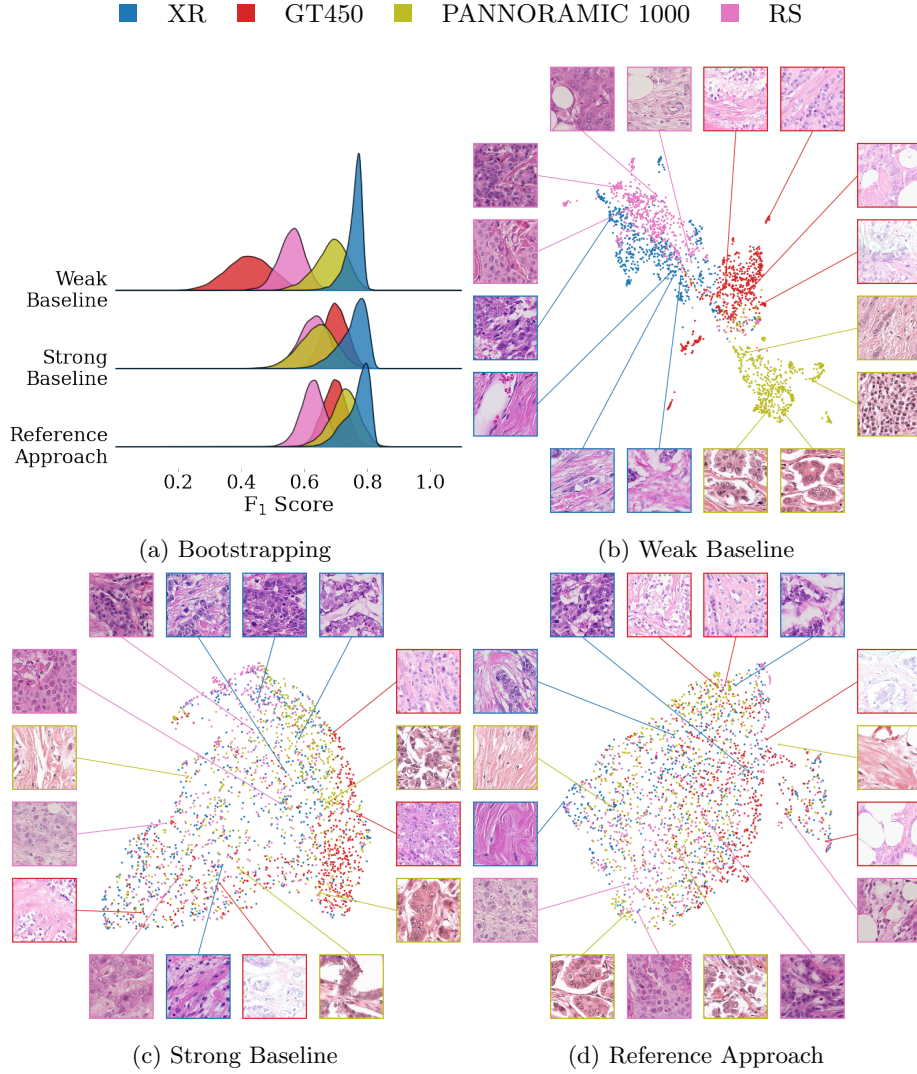 XR GT450 PANNORAMIC 1000 RS
Weak
Baseline
Strong
Baseline
Reference
Approach
0.2 0.4 0.6 0.8 1.0
F₁ Score
(a) Bootstrapping
(b) Weak Baseline
(c) Strong Baseline
(d) Reference Approach